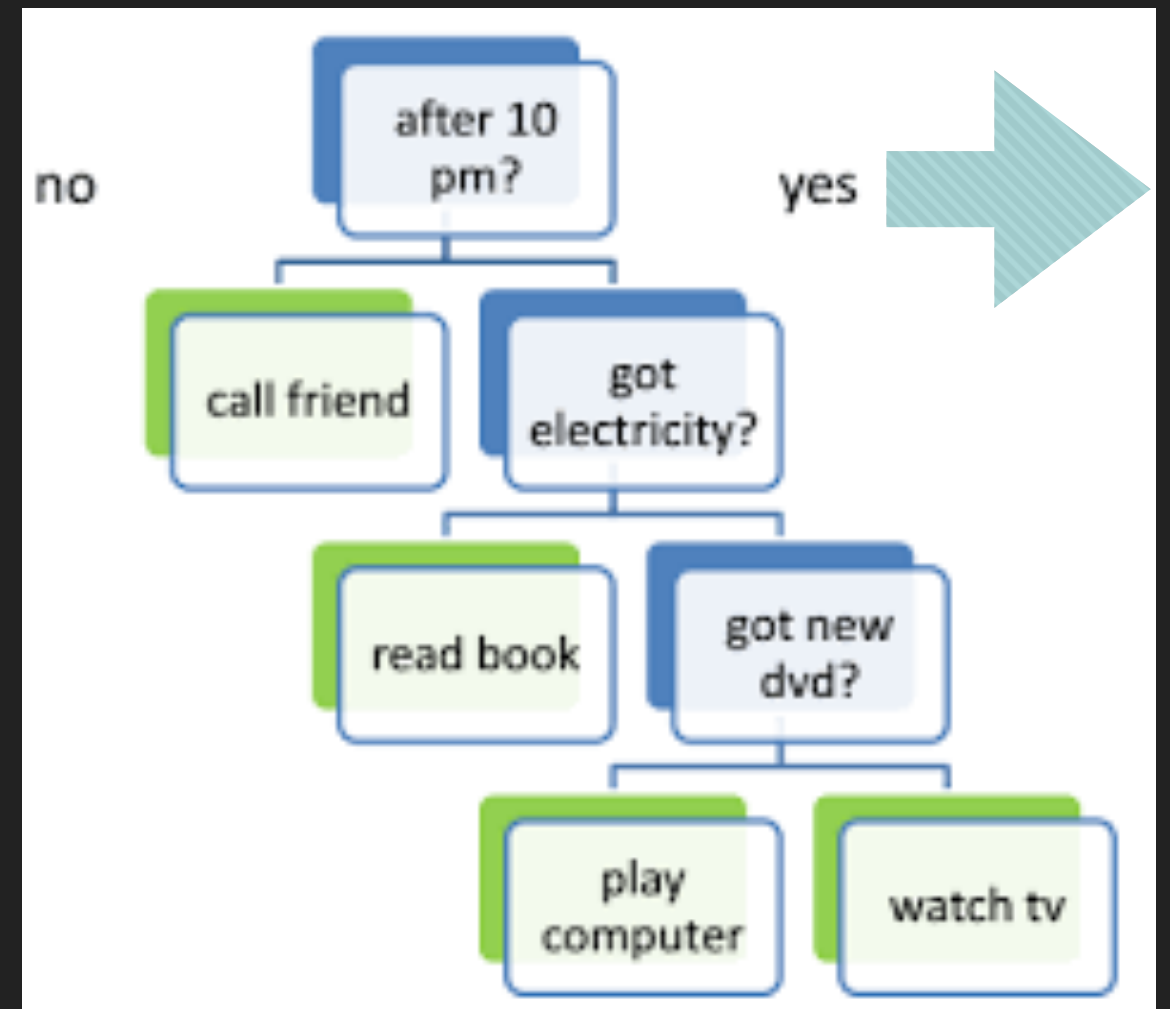 after 10
pm?
no
yes
call friend
got
electricity?
read book
got new
dvd?
play
computer
watch tv